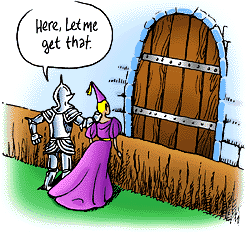 Here, Let me
get that.